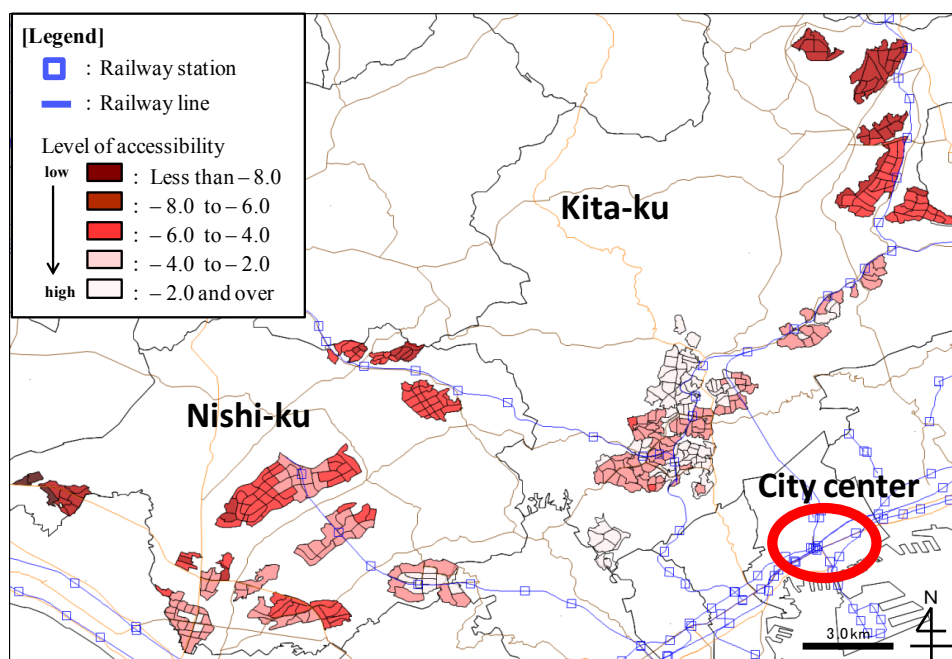 [Legend]
: Railway station
: Railway line
Level of accessibility
low
: Less than – 8.0
: – 8.0 to – 6.0
: – 6.0 to – 4.0
: – 4.0 to – 2.0
high
: – 2.0 and over
Kita-ku
Nishi-ku
City center
N
3.0km